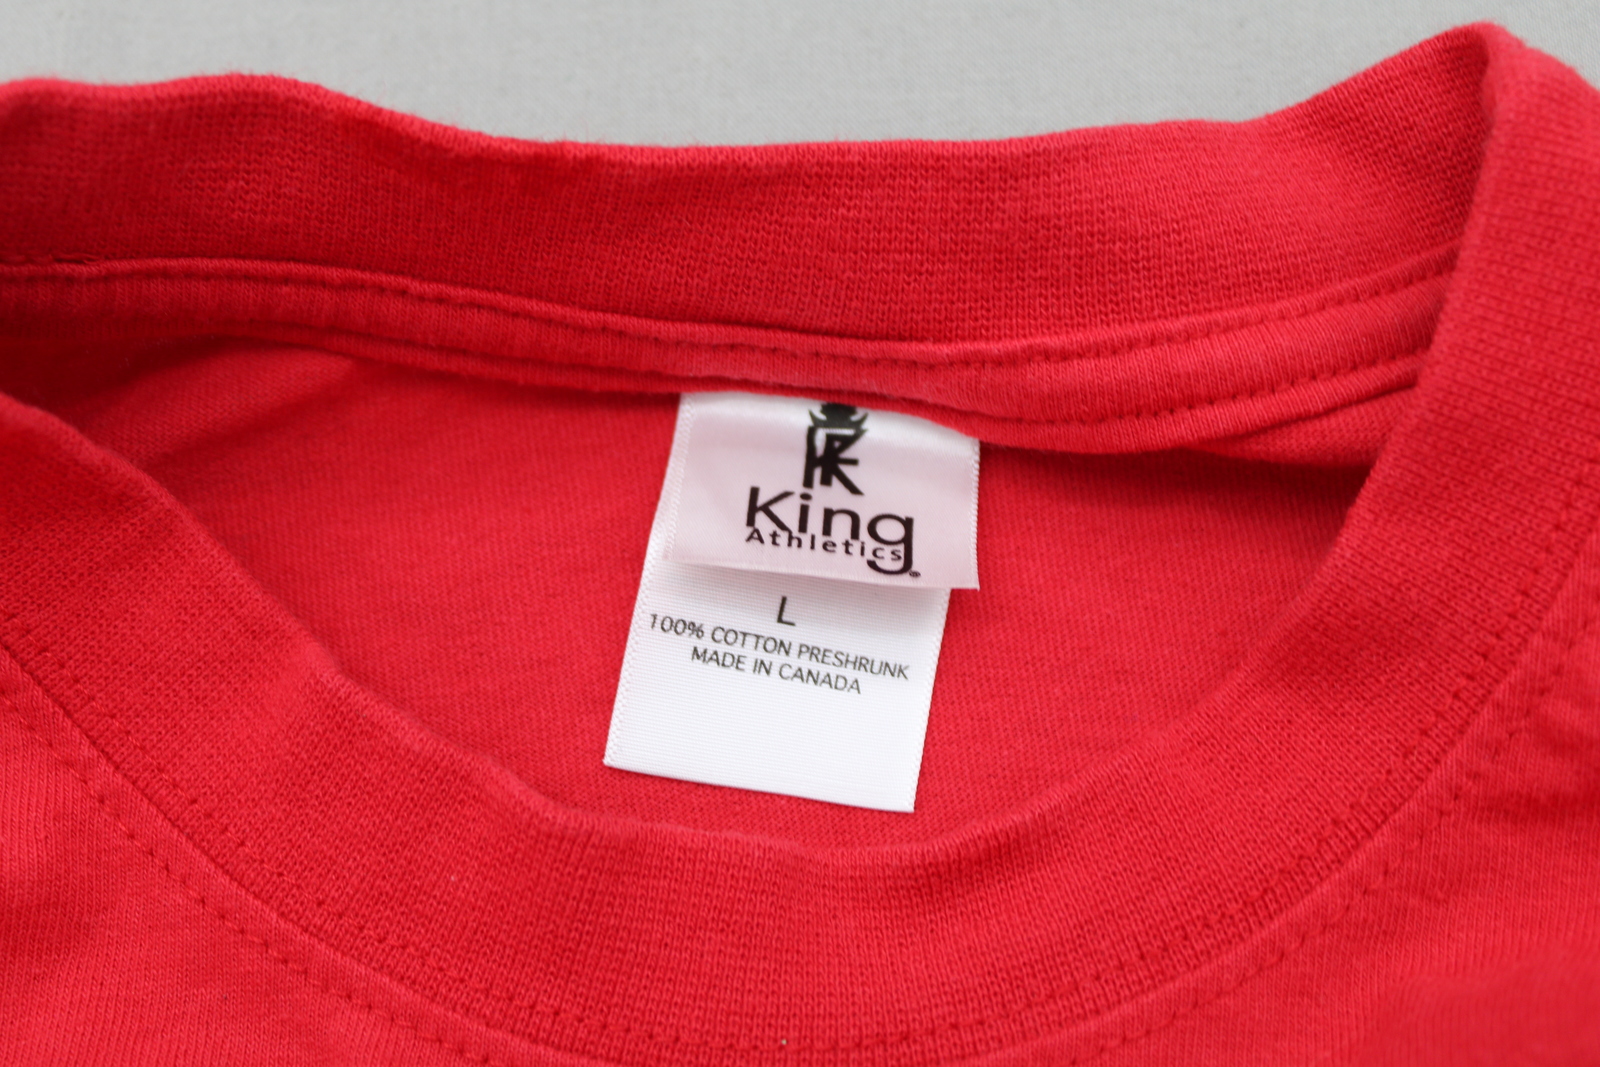 King
Athletics
L
100% COTTON PRESHRUNK
MADE IN CANADA